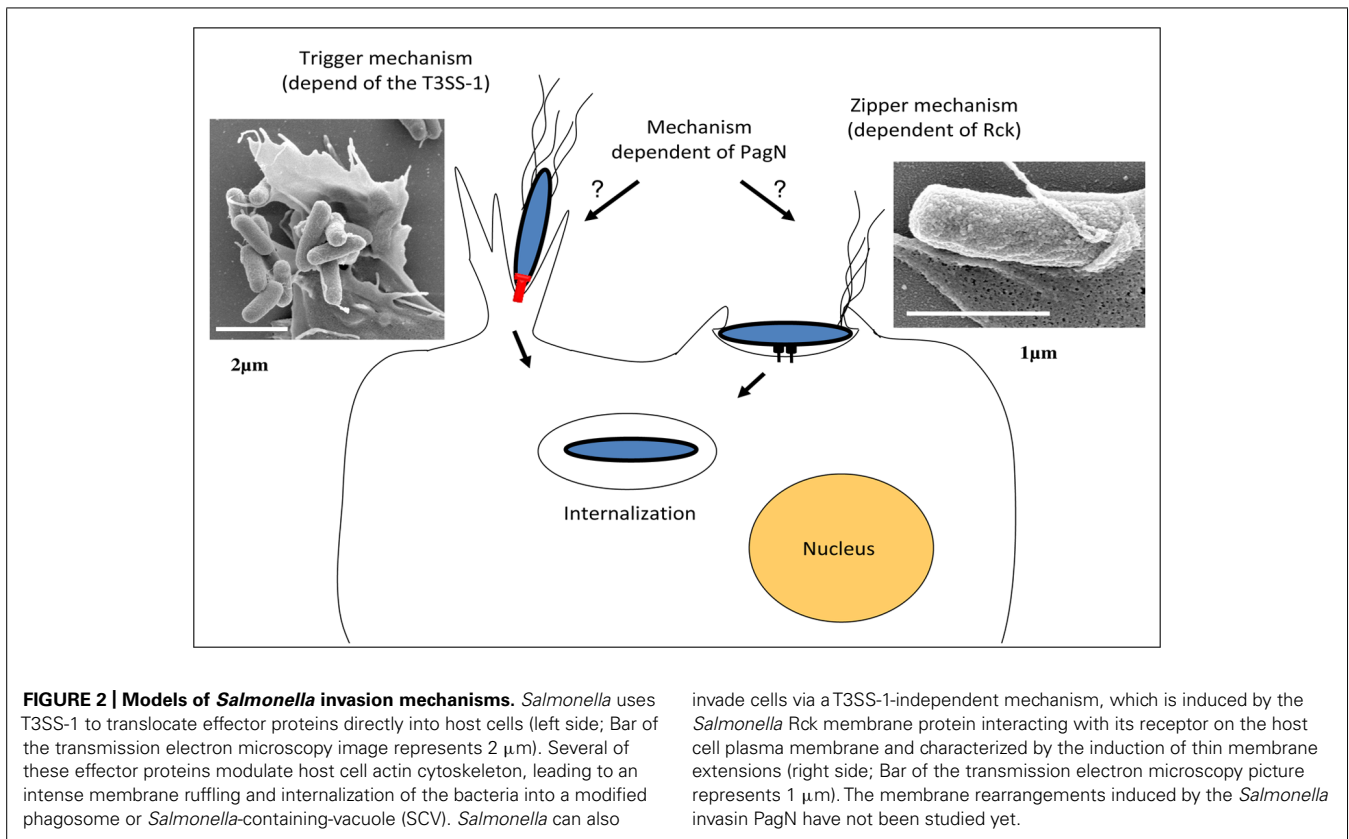 Trigger mechanism
(depend of the T3SS-1)
Mechanism
dependent of PagN
Zipper mechanism
(dependent of Rck)
?
?
2µm
1µm
Internalization
Nucleus
FIGURE 2 | Models of Salmonella invasion mechanisms. Salmonella uses
T3SS-1 to translocate effector proteins directly into host cells (left side; Bar of
the transmission electron microscopy image represents 2 μm). Several of
these effector proteins modulate host cell actin cytoskeleton, leading to an
intense membrane ruffling and internalization of the bacteria into a modified
phagosome or Salmonella-containing-vacuole (SCV). Salmonella can also
invade cells via a T3SS-1-independent mechanism, which is induced by the
Salmonella Rck membrane protein interacting with its receptor on the host
cell plasma membrane and characterized by the induction of thin membrane
extensions (right side; Bar of the transmission electron microscopy picture
represents 1 μm). The membrane rearrangements induced by the Salmonella
invasin PagN have not been studied yet.